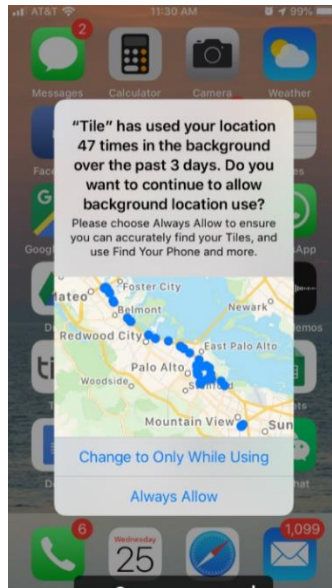 AT&T
11:30 AM
99%
2
Messages
Calculator
Camera
Weather
“Tile” has used your location
47 times in the background
over the past 3 days. Do you
want to continue to allow
background location use?
Please choose Always Allow to ensure
you can accurately find your Tiles, and
use Find Your Phone and more.
Foster City
Mateo
Belmont
Newark
Redwood City
East Palo Alto
Palo Alto
Woodside
Mountain View
Sun
Change to Only While Using
Always Allow
6
Wednesday
25
1,099